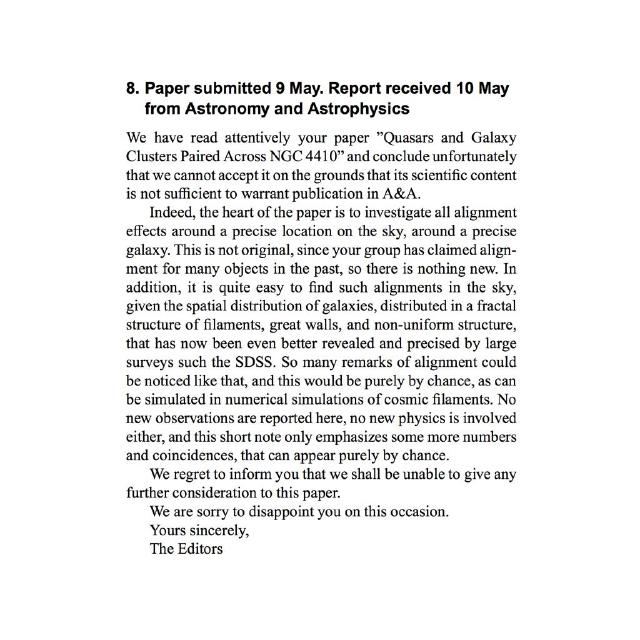 8. Paper submitted 9 May. Report received 10 May
from Astronomy and Astrophysics
We have read attentively your paper ”Quasars and Galaxy
Clusters Paired Across NGC 4410” and conclude unfortunately
that we cannot accept it on the grounds that its scientific content
is not sufficient to warrant publication in A&A.
Indeed, the heart of the paper is to investigate all alignment
effects around a precise location on the sky, around a precise
galaxy. This is not original, since your group has claimed align-
ment for many objects in the past, so there is nothing new. In
addition, it is quite easy to find such alignments in the sky,
given the spatial distribution of galaxies, distributed in a fractal
structure of filaments, great walls, and non-uniform structure,
that has now been even better revealed and precised by large
surveys such the SDSS. So many remarks of alignment could
be noticed like that, and this would be purely by chance, as can
be simulated in numerical simulations of cosmic filaments. No
new observations are reported here, no new physics is involved
either, and this short note only emphasizes some more numbers
and coincidences, that can appear purely by chance.
We regret to inform you that we shall be unable to give any
further consideration to this paper.
We are sorry to disappoint you on this occasion.
Yours sincerely,
The Editors